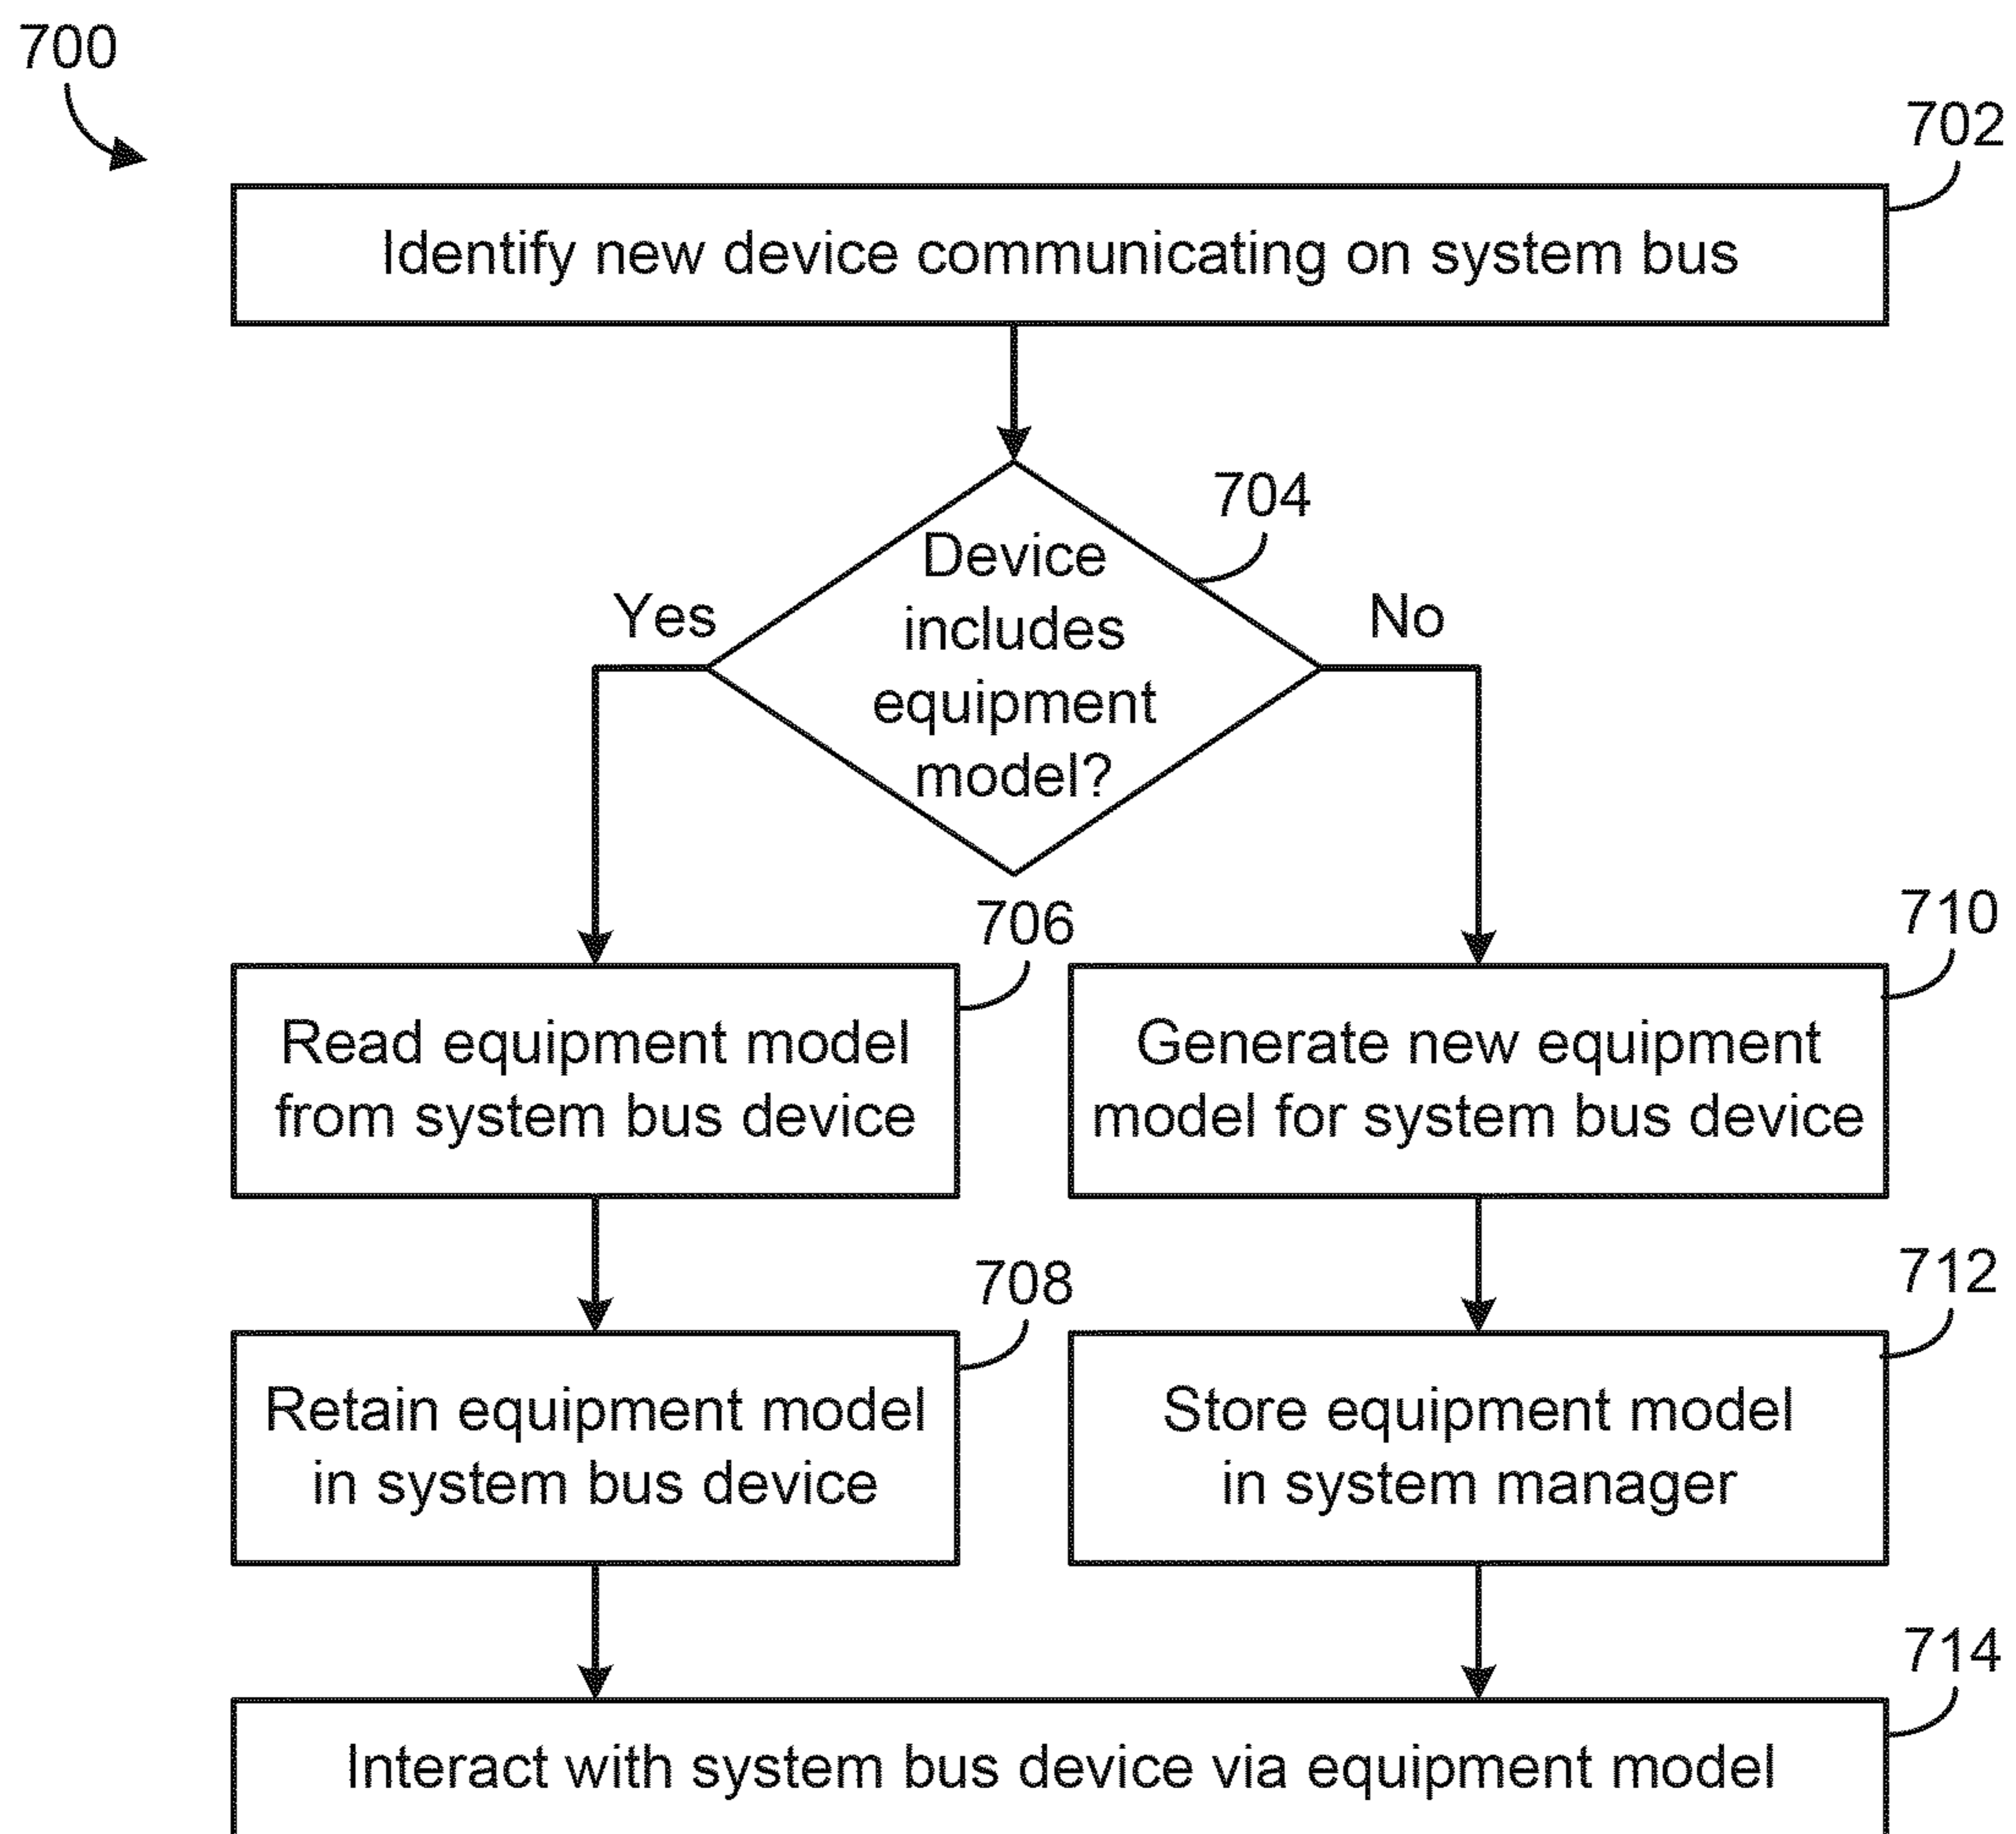 700
702
Identify new device communicating on system bus
704
Device
includes
equipment
model?
Yes
No
706
710
Read equipment model
from system bus device
Generate new equipment
model for system bus device
708
712
Retain equipment model
in system bus device
Store equipment model
in system manager
714
Interact with system bus device via equipment model